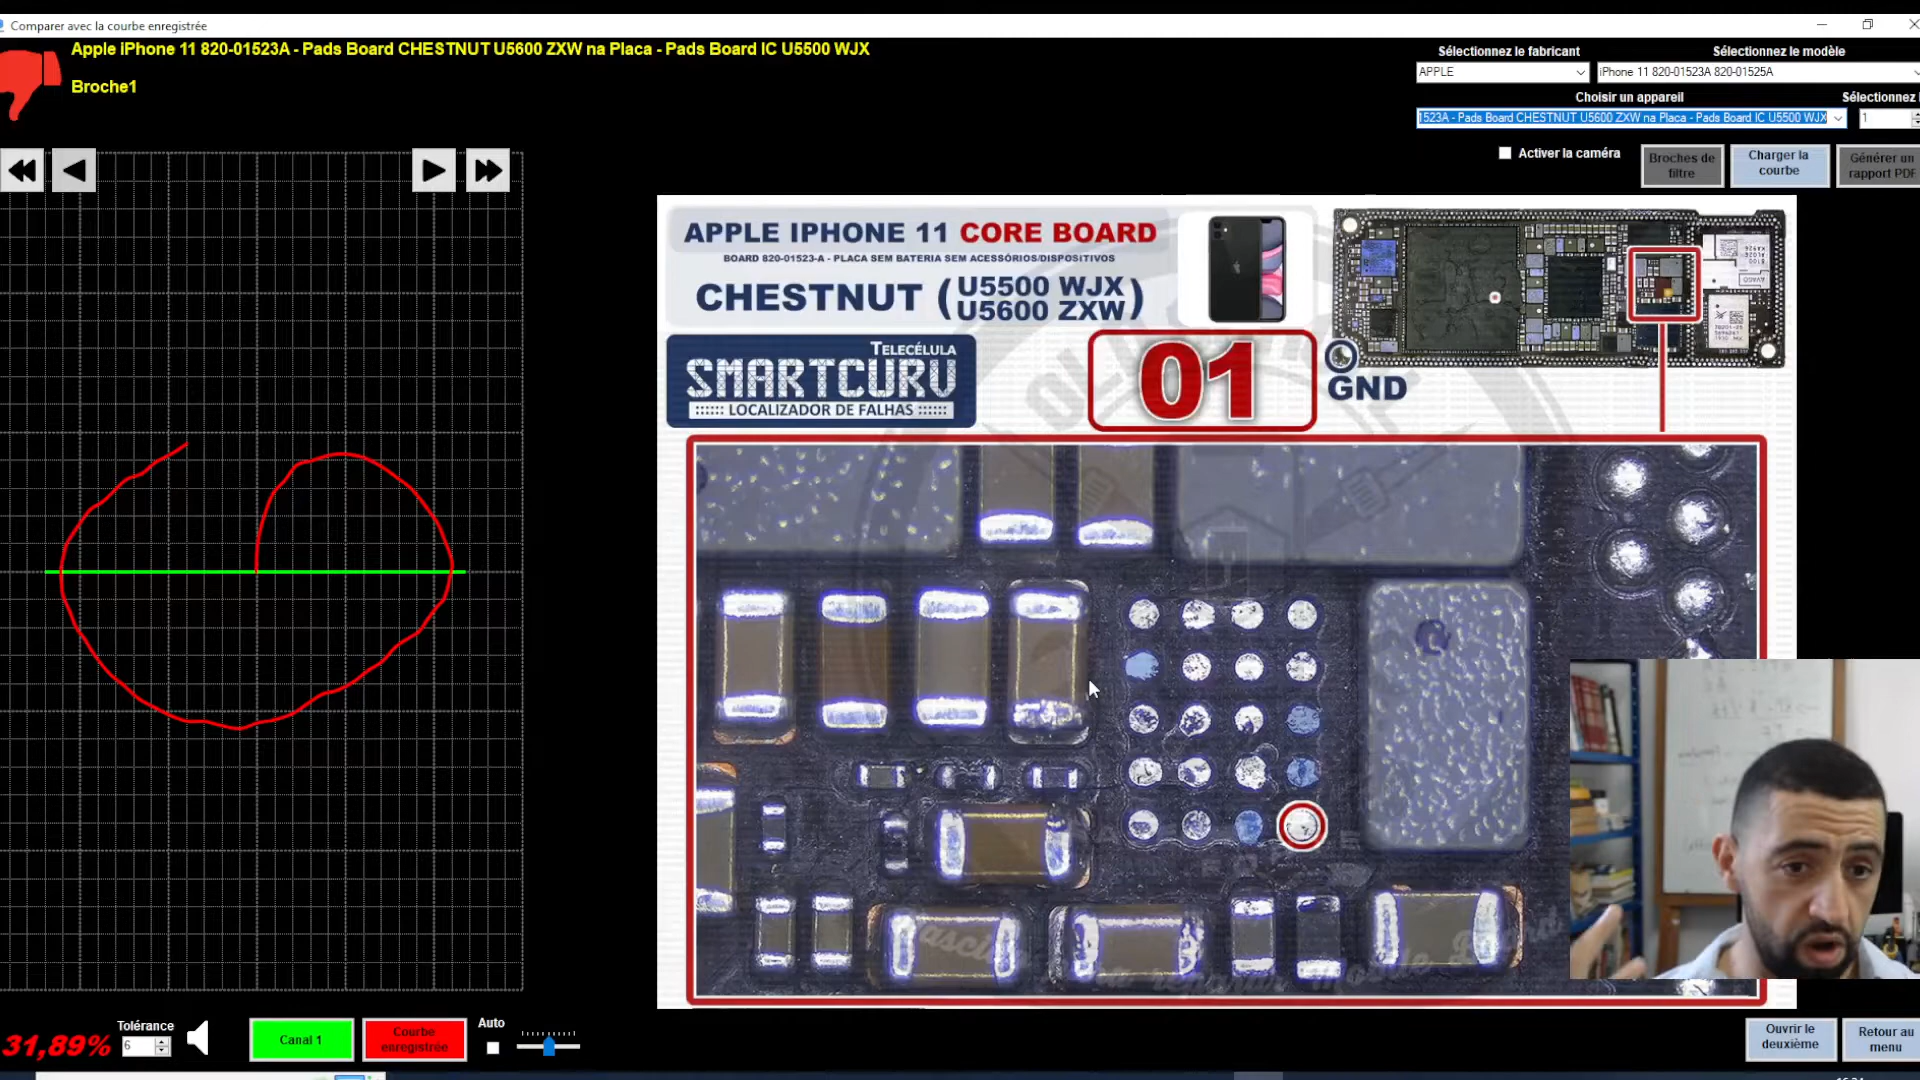 Comparer avec la courbe enregistrée
Apple iPhone 11 820-01523A - Pads Board CHESTNUT U5600 ZXW na Placa - Pads Board IC U5500 WJX
Broche1
Sélectionnez le fabricant
Sélectionnez le modèle
APPLE
iPhone 11 820-01523A 820-01525A
Choisir un appareil
Sélectionnez l
1523A - Pads Board CHESTNUT U5600 ZXW na Placa - Pads Board IC U5500 WJX
1
Activer la caméra
Broches de
filtre
Charger la
courbe
Générer un
rapport PDF
APPLE IPHONE 11 CORE BOARD
BOARD 820-01523-A - PLACA SEM BATERIA SEM ACESSÓRIOS/DISPOSITIVOS
CHESTNUT (U5500 WJX
U5600 ZXW)
TELECÉLULA
SMARTCURV
LOCALIZADOR DE FALHAS
01
GND
31,89%
Tolérance
6
Canal 1
Courbe
enregistrée
Auto
Ouvrir le
deuxième
Retour au
menu